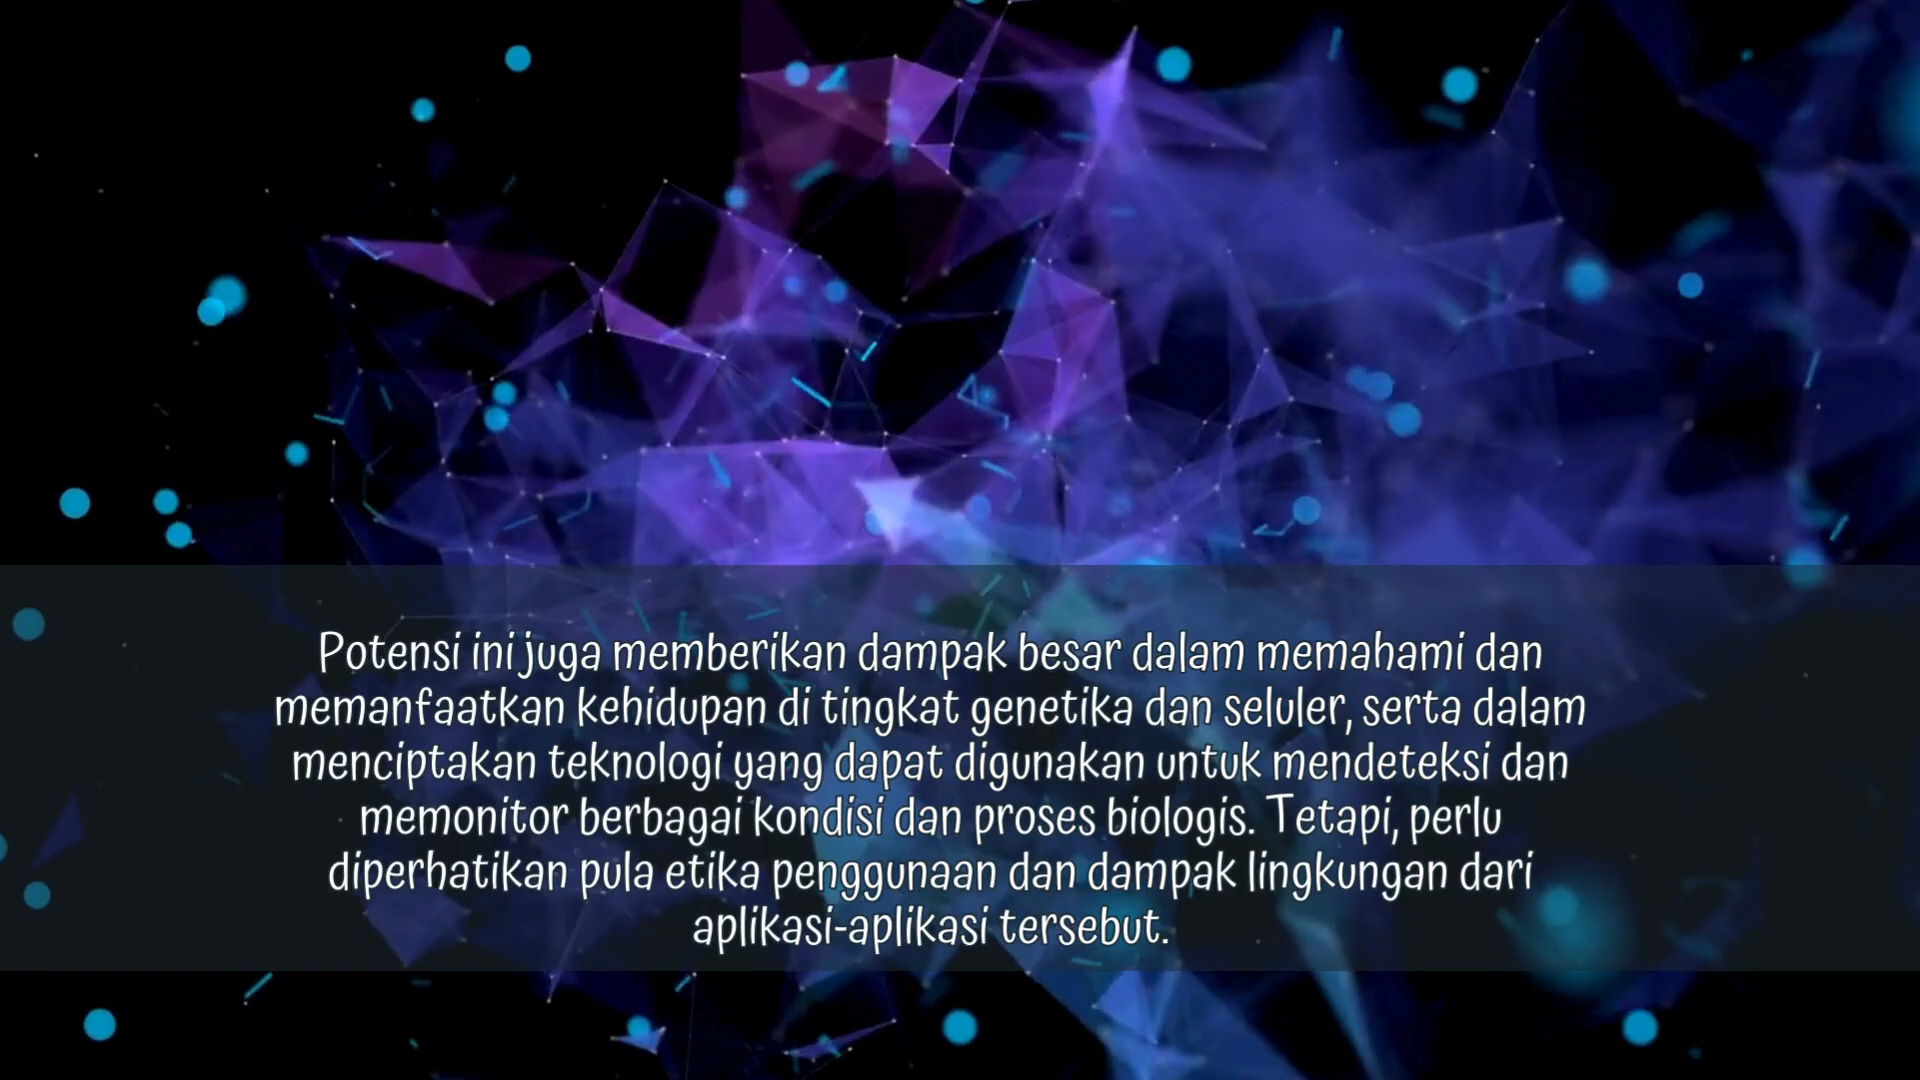 Potensi ini juga memberikan dampak besar dalam memahami dan
memanfaatkan kehidupan di tingkat genetika dan seluler, serta dalam
menciptakan teknologi yang dapat digunakan untuk mendeteksi dan
memonitor berbagai kondisi dan proses biologis. Tetapi, perlu
diperhatikan pula etika penggunaan dan dampak lingkungan dari
aplikasi-aplikasi tersebut.